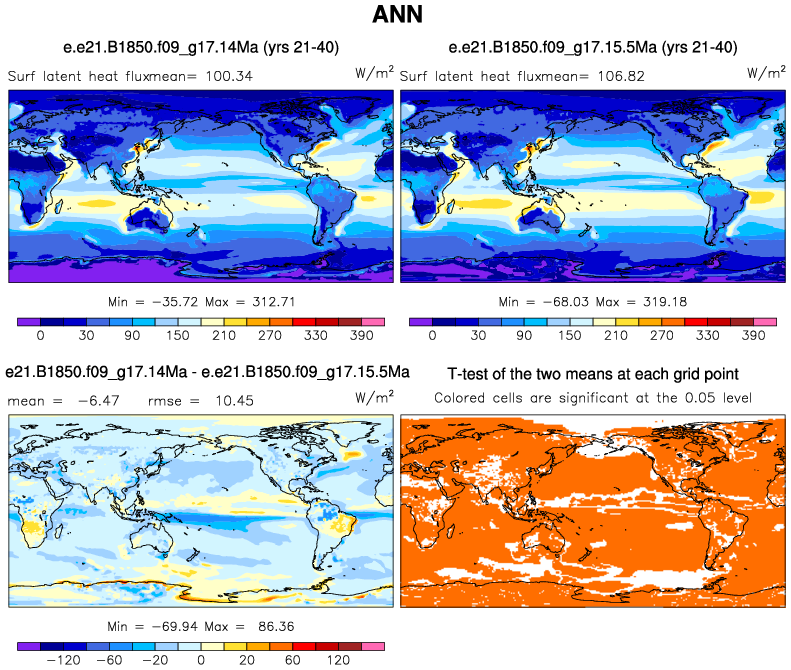 ANN
e.e21.B1850.f09_g17.14Ma (yrs 21-40)
Surf latent heat fluxmean= 100.34 W/m²
Min = −35.72 Max = 312.71
0 30 90 150 210 270 330 390
e.e21.B1850.f09_g17.15.5Ma (yrs 21-40)
Surf latent heat fluxmean= 106.82 W/m²
Min = −68.03 Max = 319.18
0 30 90 150 210 270 330 390
e21.B1850.f09_g17.14Ma - e.e21.B1850.f09_g17.15.5Ma
mean = −6.47 rmse = 10.45 W/m²
Min = −69.94 Max = 86.36
−120 −60 −20 0 20 60 120
T-test of the two means at each grid point
Colored cells are significant at the 0.05 level